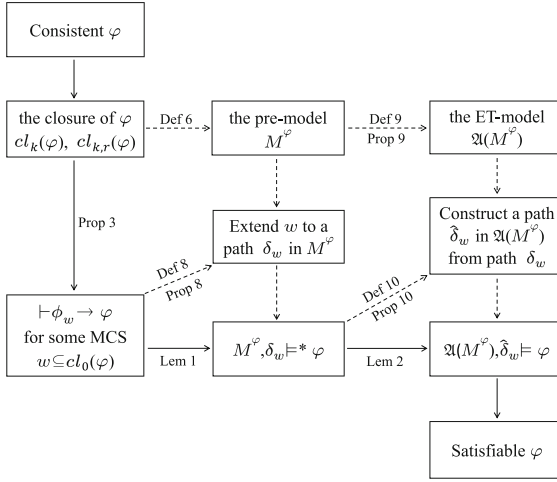 Consistent φ
the closure of φ
cl_k(φ), cl_{k,r}(φ)
Def 6
the pre-model
M^φ
Def 9
Prop 9
the ET-model
𝔄(M^φ)
Prop 3
Extend w to a
path δ_w in M^φ
Construct a path
δ̂_w in 𝔄(M^φ)
from path δ_w
Def 8
Prop 8
Def 10
Prop 10
⊢ϕ_w → φ
for some MCS
w⊆cl_0(φ)
Lem 1
M^φ,δ_w⊨* φ
Lem 2
𝔄(M^φ),δ̂_w⊨ φ
Satisfiable φ